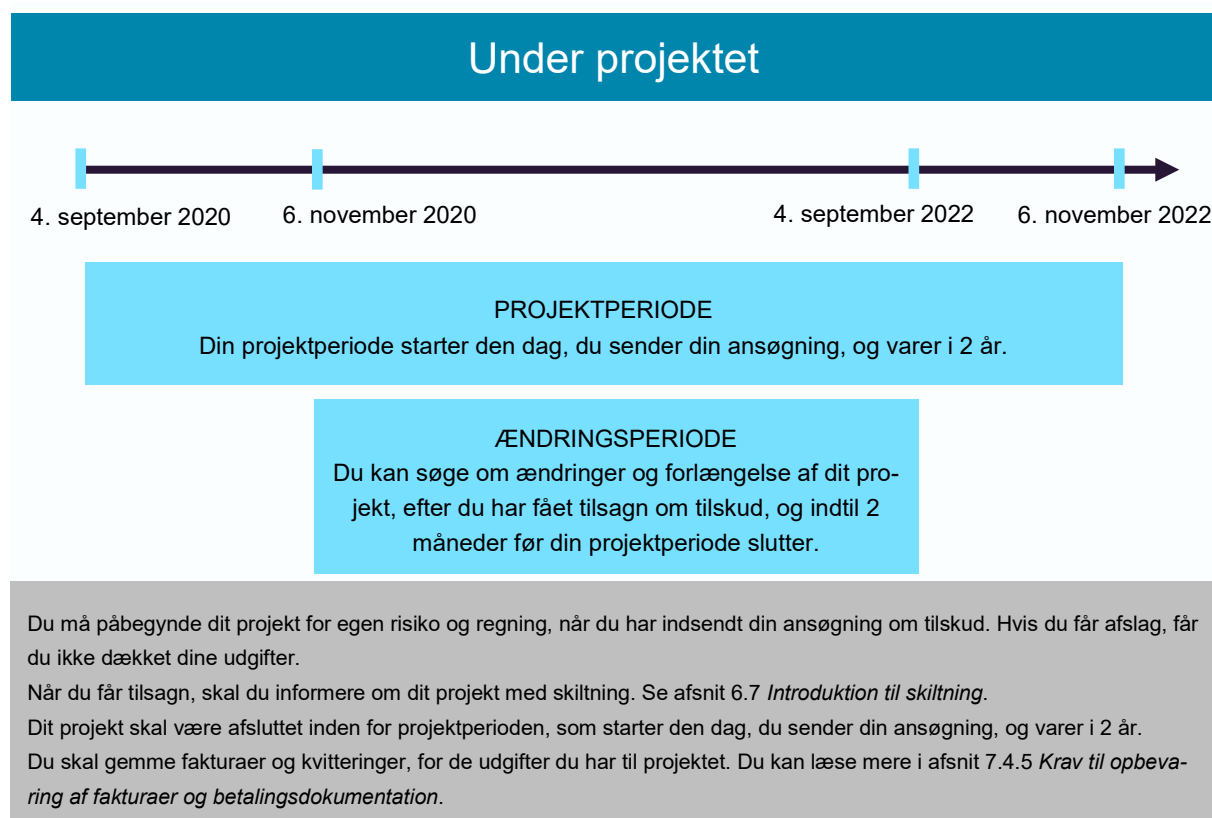 Under projektet
4. september 2020
6. november 2020
4. september 2022
6. november 2022
PROJEKTPERIODE
Din projektperiode starter den dag, du sender din ansøgning, og varer i 2 år.
ÆNDRINGSPERIODE
Du kan søge om ændringer og forlængelse af dit pro-
jekt, efter du har fået tilsagn om tilskud, og indtil 2
måneder før din projektperiode slutter.
Du må påbegynde dit projekt for egen risiko og regning, når du har indsendt din ansøgning om tilskud. Hvis du får afslag, får
du ikke dækket dine udgifter.
Når du får tilsagn, skal du informere om dit projekt med skiltning. Se afsnit 6.7 Introduktion til skiltning.
Dit projekt skal være afsluttet inden for projektperioden, som starter den dag, du sender din ansøgning, og varer i 2 år.
Du skal gemme fakturaer og kvitteringer, for de udgifter du har til projektet. Du kan læse mere i afsnit 7.4.5 Krav til opbeva-
ring af fakturaer og betalingsdokumentation.